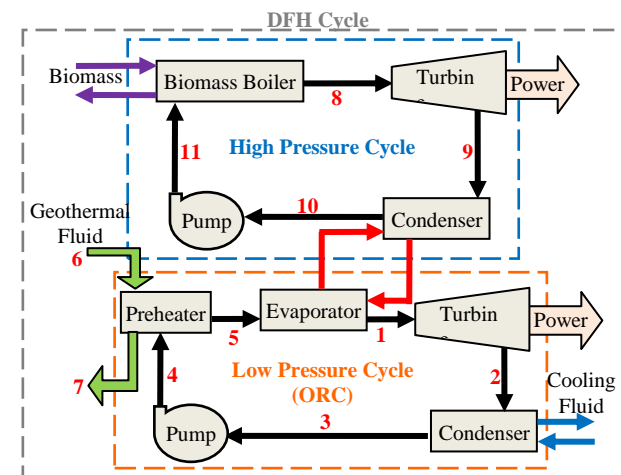 DFH Cycle
Biomass
Biomass Boiler
8
Turbin
Power
11
High Pressure Cycle
9
Geothermal
Fluid
6
Pump
10
Condenser
Preheater
5
Evaporator
1
Turbin
Power
7
4
Low Pressure Cycle
(ORC)
2
Cooling
Fluid
Pump
3
Condenser